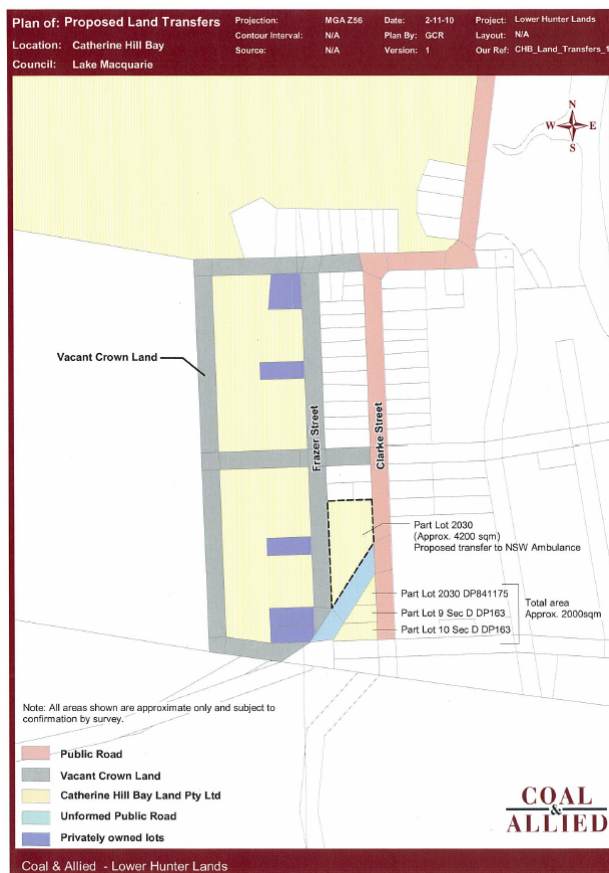 Plan of: Proposed Land Transfers
Location: Catherine Hill Bay
Council: Lake Macquarie
Projection: MGA Z56
Contour Interval: N/A
Source: N/A
Date: 2-11-10
Plan By: GCR
Version: 1
Project: Lower Hunter Lands
Layout: N/A
Our Ref: CHB_Land_Transfers_1
N
W E
S
Vacant Crown Land
Frazer Street
Clarke Street
Part Lot 2030
(Approx. 4200 sqm)
Proposed transfer to NSW Ambulance
Part Lot 2030 DP841175
Part Lot 9 Sec D DP163
Part Lot 10 Sec D DP163
Total area
Approx. 2000sqm
Note: All areas shown are approximate only and subject to
confirmation by survey.
Public Road
Vacant Crown Land
Catherine Hill Bay Land Pty Ltd
Unformed Public Road
Privately owned lots
COAL
&
ALLIED
Coal & Allied - Lower Hunter Lands